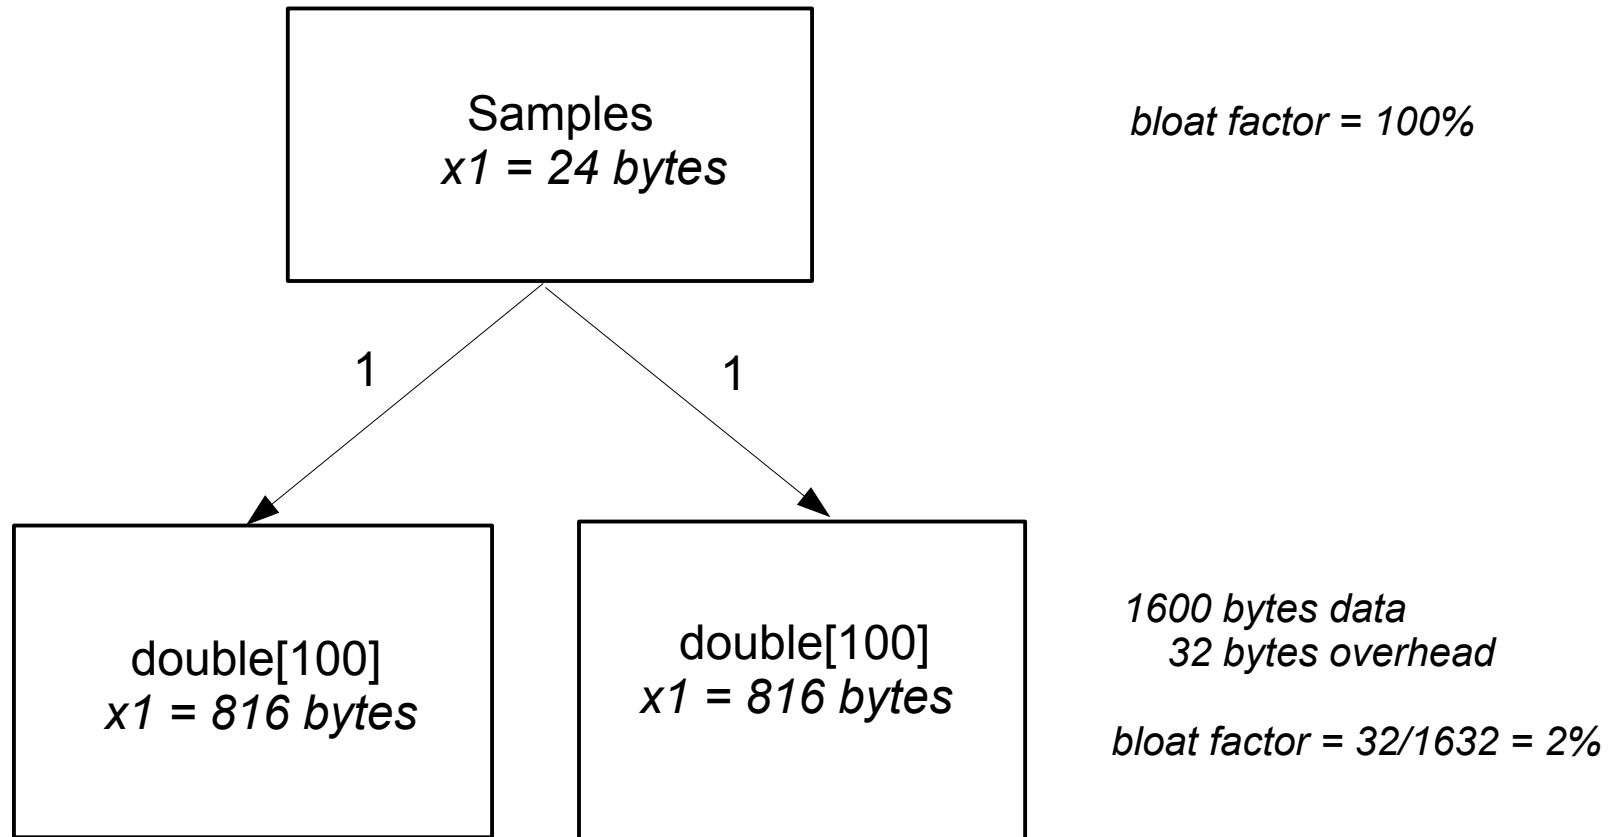 Samples
x1 = 24 bytes
bloat factor = 100%
1
1
double[100]
x1 = 816 bytes
double[100]
x1 = 816 bytes
1600 bytes data
32 bytes overhead
bloat factor = 32/1632 = 2%